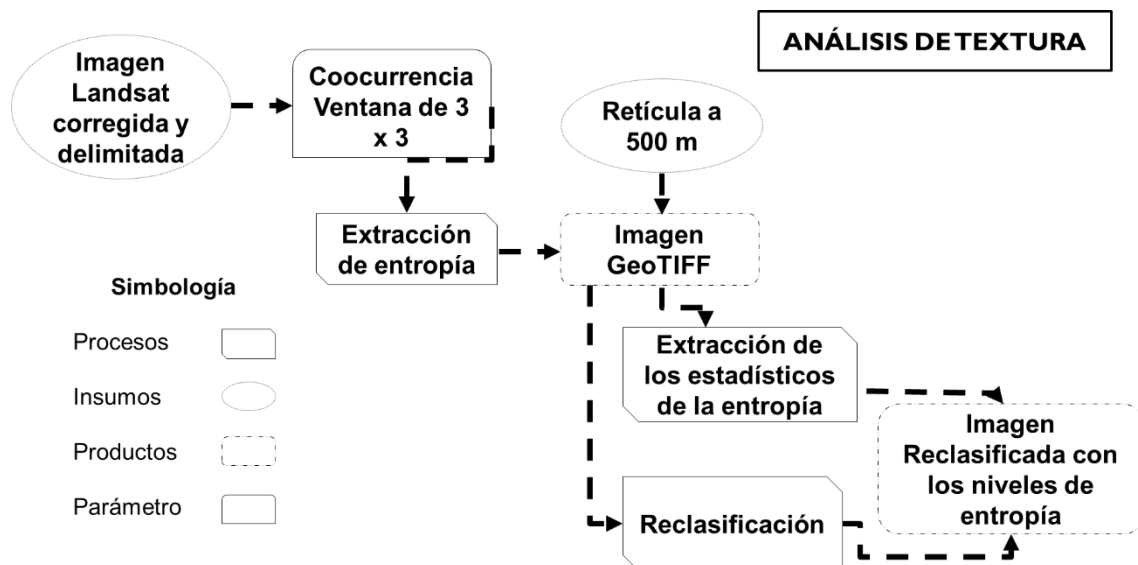 ANÁLISIS DE TEXTURA
Imagen
Landsat
corregida y
delimitada
Coocurrencia
Ventana de 3
x 3
Retícula a
500 m
Extracción
de entropía
Imagen
GeoTIFF
Simbología
Procesos
Insumos
Productos
Parámetro
Extracción de
los estadísticos
de la entropía
Reclasificación
Imagen
Reclasificada con
los niveles de
entropía